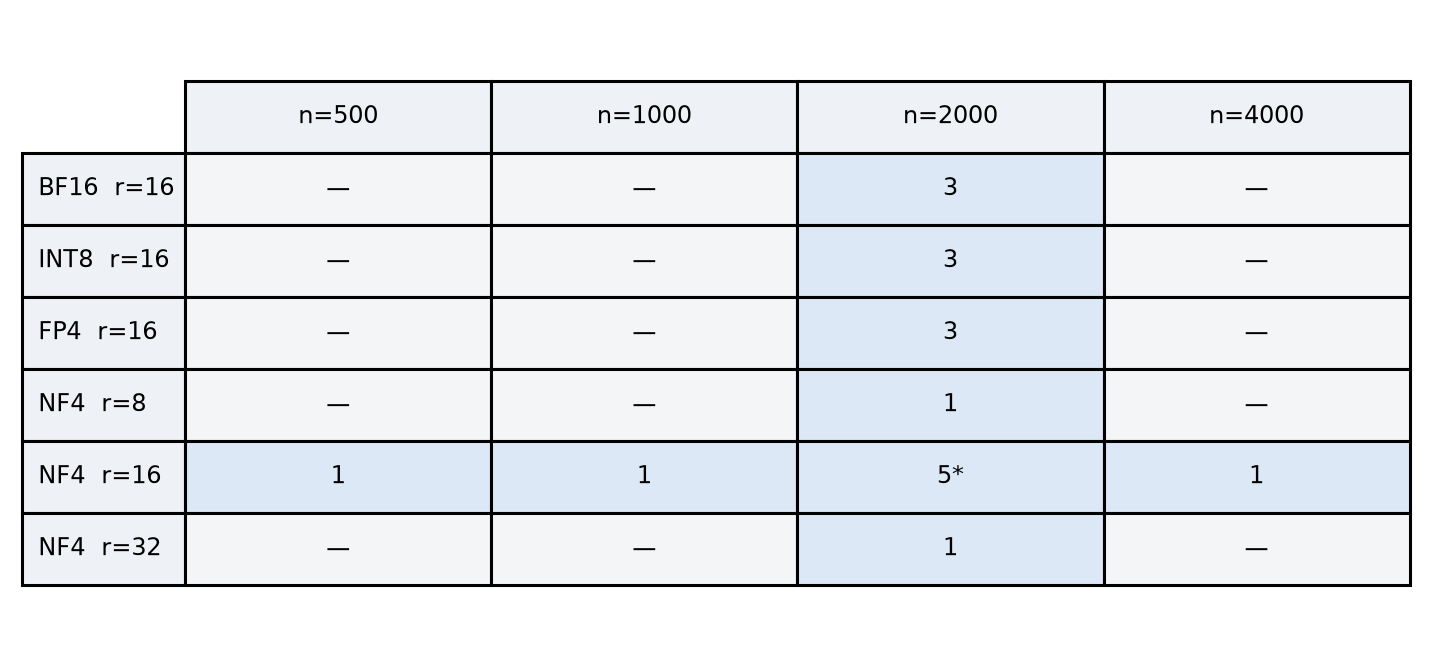 n=500 n=1000 n=2000 n=4000
BF16 r=16 — — 3 —
INT8 r=16 — — 3 —
FP4 r=16 — — 3 —
NF4 r=8 — — 1 —
NF4 r=16 1 1 5* 1
NF4 r=32 — — 1 —